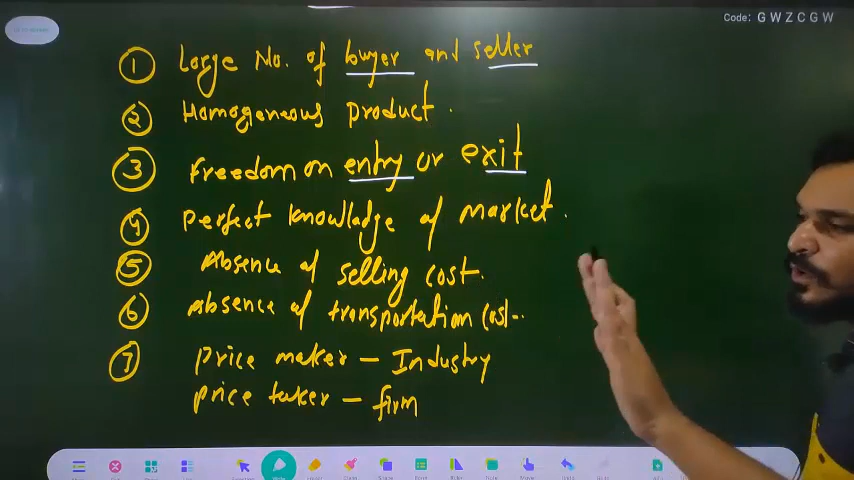 Code: G W Z C G W
① Large No. of buyer and seller
② Homogeneous product.
③ Freedom on entry or exit
④ Perfect knowladge of market.
⑤ Absence of selling cost.
⑥ Absence of transportation cost-.
⑦ Price maker – Industry
price taker – firm